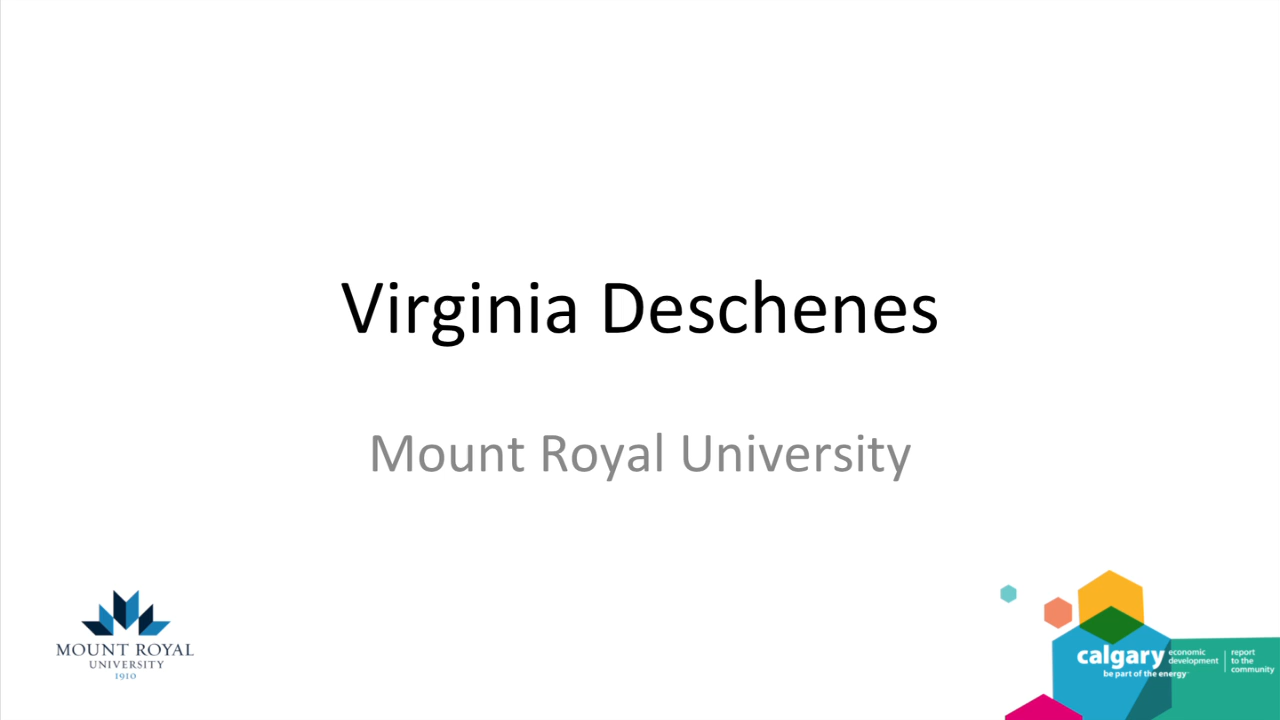 Virginia Deschenes
Mount Royal University
MOUNT ROYAL
UNIVERSITY
1910
calgary economic development | report to the community
be part of the energy